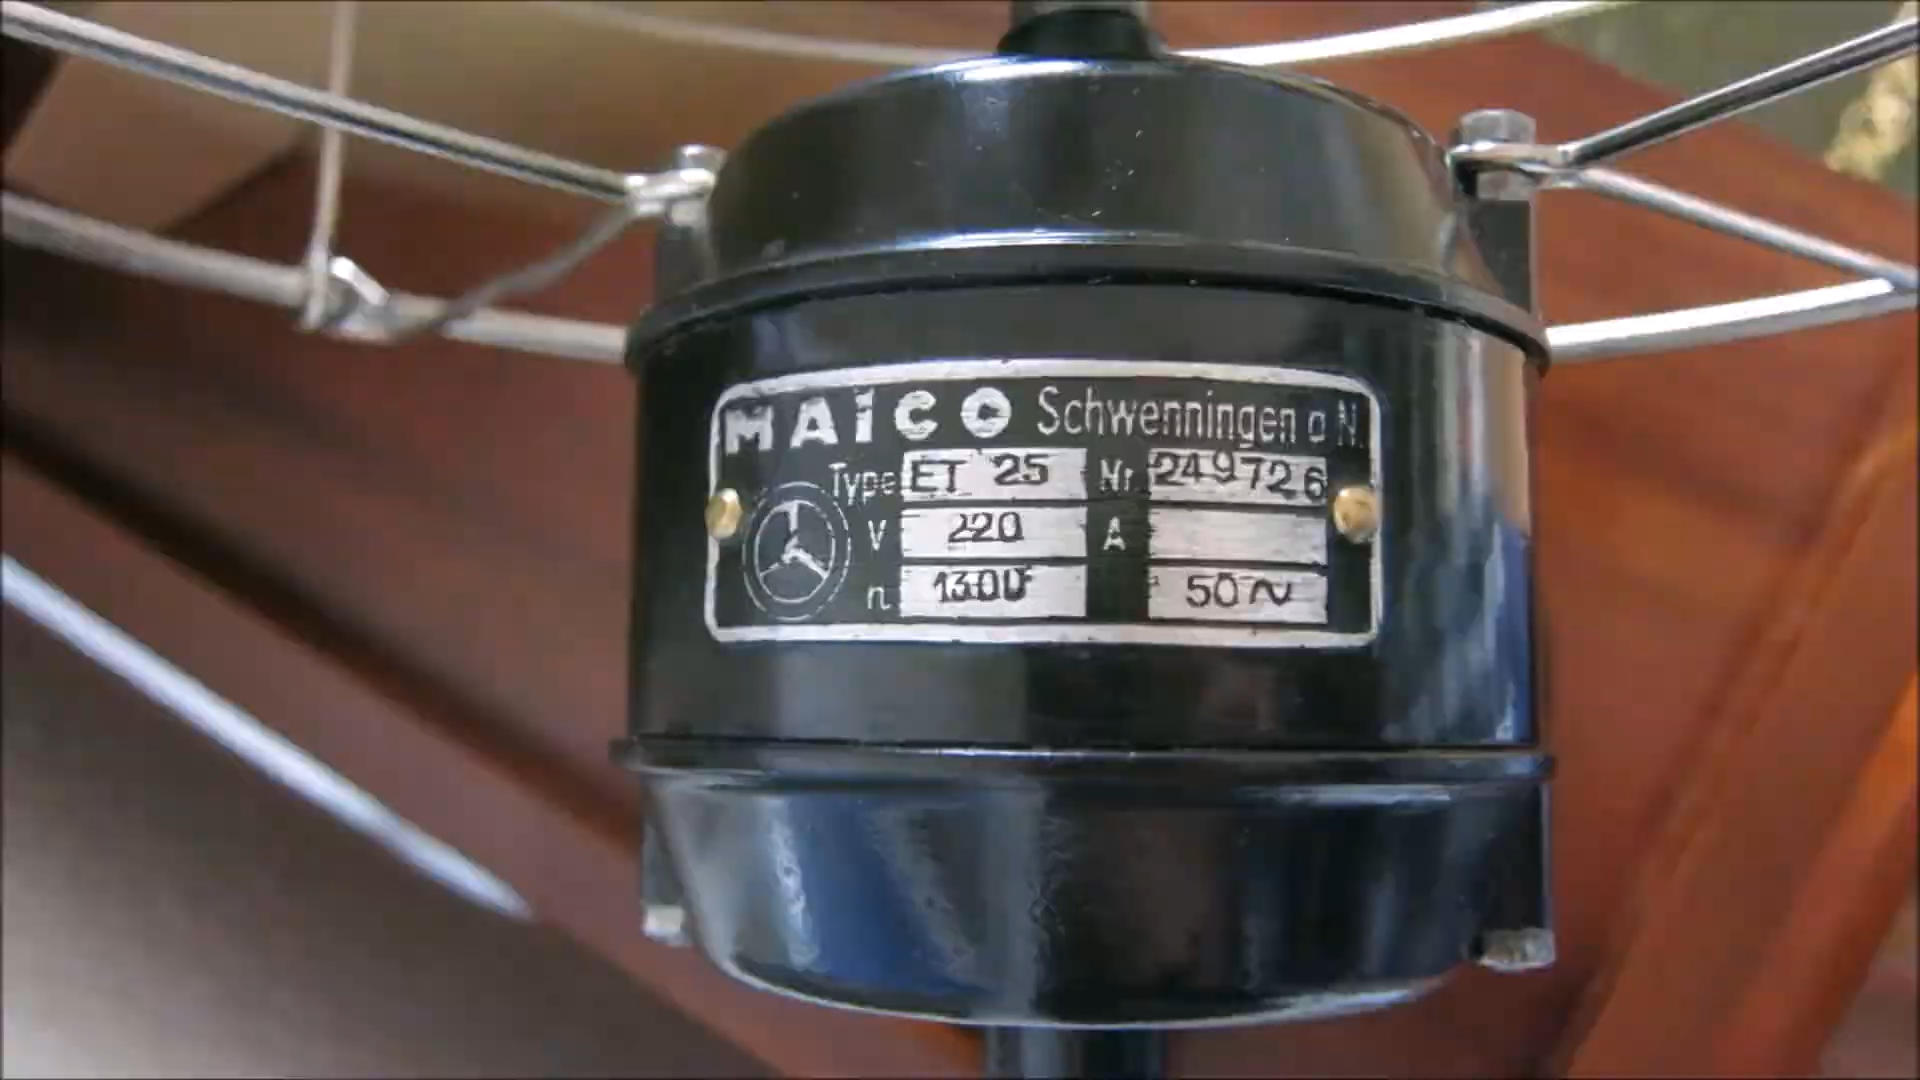 MAICO Schwenningen a N.
Type ET 25 Nr. 249726
V 220 A
n 1300 50~